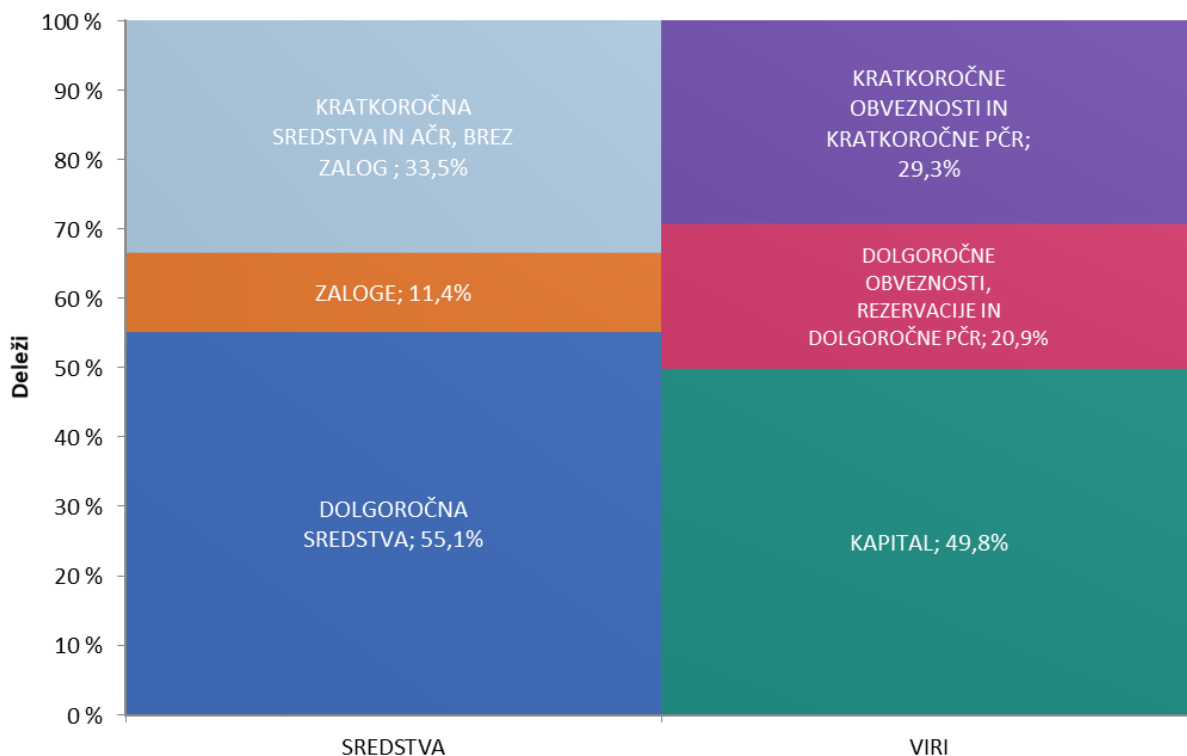 100 %
90 %
80 %
70 %
60 %
50 %
40 %
30 %
20 %
10 %
0 %
Deleži
KRATKOROČNA
SREDSTVA IN AČR, BREZ
ZALOG ; 33,5%
ZALOGE; 11,4%
DOLGOROČNA
SREDSTVA; 55,1%
KRATKOROČNE
OBVEZNOSTI IN
KRATKOROČNE PČR;
29,3%
DOLGOROČNE
OBVEZNOSTI,
REZERVACIJE IN
DOLGOROČNE PČR; 20,9%
KAPITAL; 49,8%
SREDSTVA
VIRI